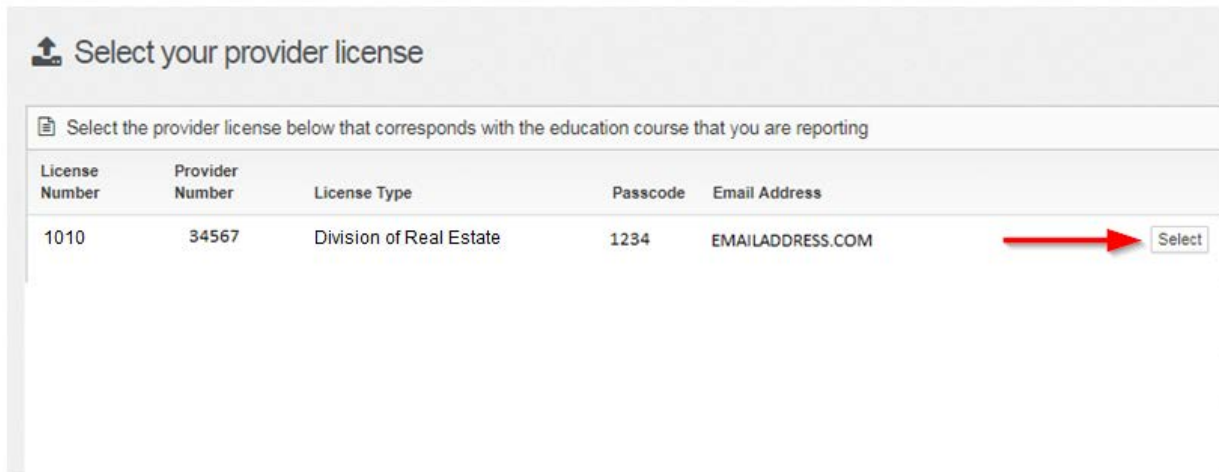 Select your provider license
Select the provider license below that corresponds with the education course that you are reporting
License Number Provider Number License Type Passcode Email Address
1010 34567 Division of Real Estate 1234 EMAILADDRESS.COM Select